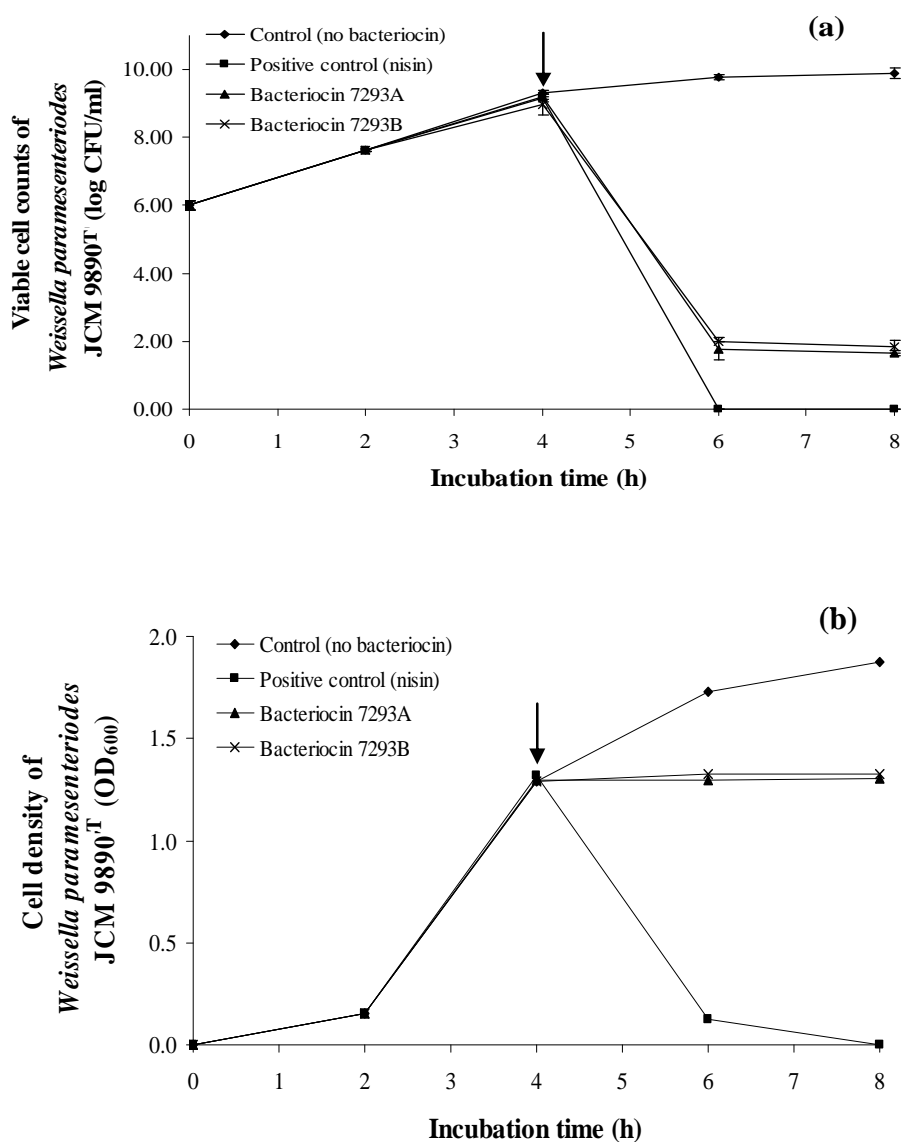 (a)
Control (no bacteriocin)
Positive control (nisin)
Bacteriocin 7293A
Bacteriocin 7293B
10.00
8.00
6.00
4.00
2.00
0.00
Viable cell counts of
Weissella paramesenteriodes
JCM 9890T (log CFU/ml)
0 1 2 3 4 5 6 7 8
Incubation time (h)
(b)
Control (no bacteriocin)
Positive control (nisin)
Bacteriocin 7293A
Bacteriocin 7293B
2.0
1.5
1.0
0.5
0.0
Cell density of
Weissella paramesenteriodes
JCM 9890T (OD600)
0 1 2 3 4 5 6 7 8
Incubation time (h)